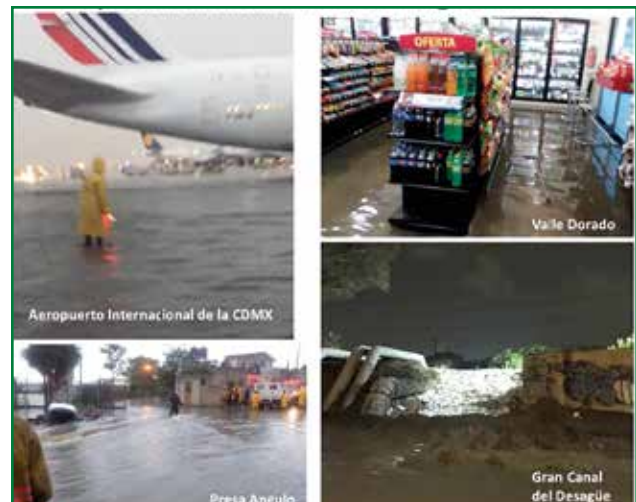 OFERTA
Valle Dorado
Aeropuerto Internacional de la CDMX
Presa Angulo
Gran Canal
del Desagüe